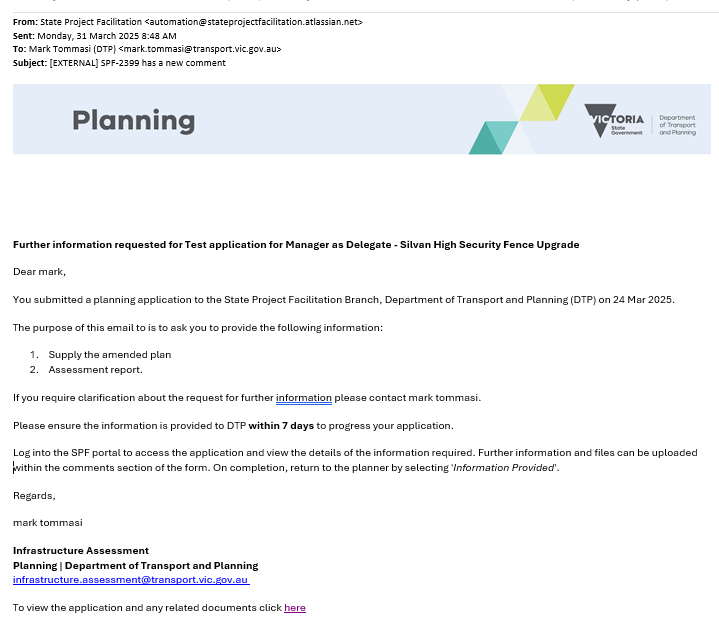 From: State Project Facilitation <automation@stateprojectfacilitation.atlassian.net>
Sent: Monday, 31 March 2025 8:48 AM
To: Mark Tommasi (DTP) <mark.tommasi@transport.vic.gov.au>
Subject: [EXTERNAL] SPF-2399 has a new comment
Planning
VICTORIA
State
Government
Department
of Transport
and Planning
Further information requested for Test application for Manager as Delegate - Silvan High Security Fence Upgrade
Dear mark,
You submitted a planning application to the State Project Facilitation Branch, Department of Transport and Planning (DTP) on 24 Mar 2025.
The purpose of this email to is to ask you to provide the following information:
1. Supply the amended plan
2. Assessment report.
If you require clarification about the request for further information please contact mark tommasi.
Please ensure the information is provided to DTP within 7 days to progress your application.
Log into the SPF portal to access the application and view the details of the information required. Further information and files can be uploaded
within the comments section of the form. On completion, return to the planner by selecting 'Information Provided'.
Regards,
mark tommasi
Infrastructure Assessment
Planning | Department of Transport and Planning
infrastructure.assessment@transport.vic.gov.au
To view the application and any related documents click here